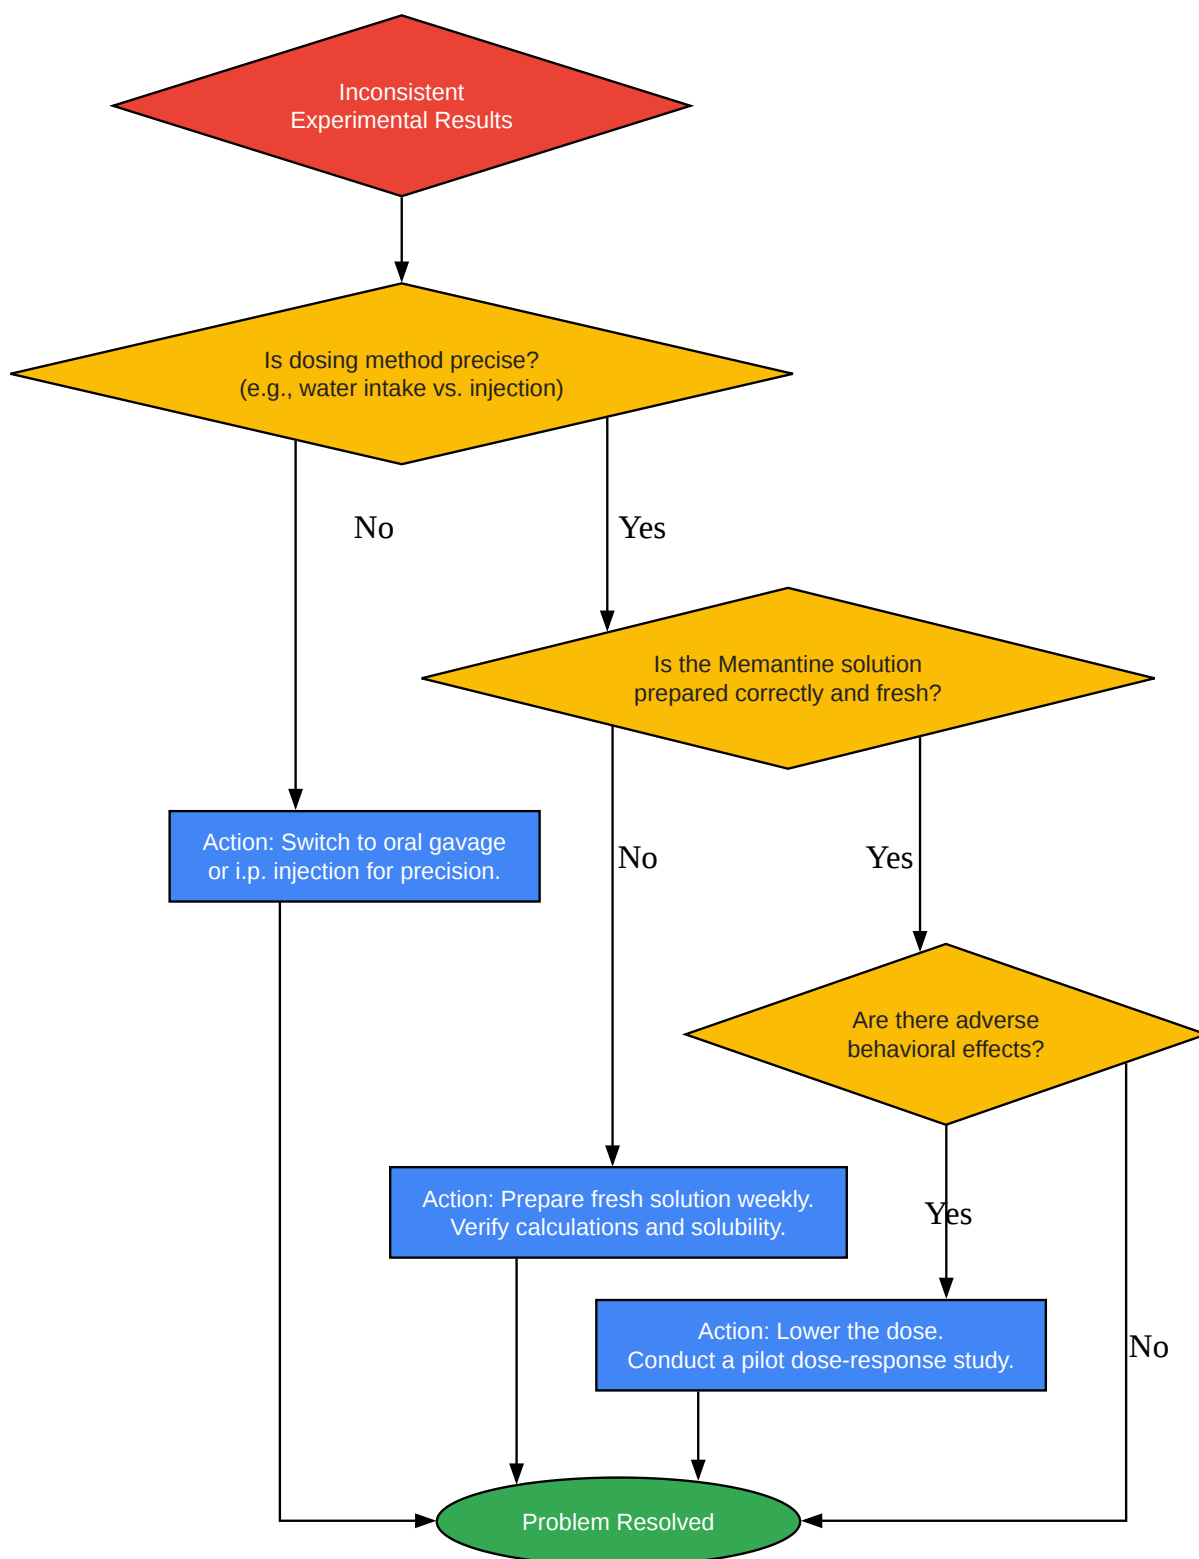 Inconsistent
Experimental Results
Is dosing method precise?
(e.g., water intake vs. injection)
No
Yes
Is the Memantine solution
prepared correctly and fresh?
Action: Switch to oral gavage
or i.p. injection for precision.
No
Yes
Are there adverse
behavioral effects?
Action: Prepare fresh solution weekly.
Verify calculations and solubility.
Yes
Action: Lower the dose.
Conduct a pilot dose-response study.
No
Problem Resolved